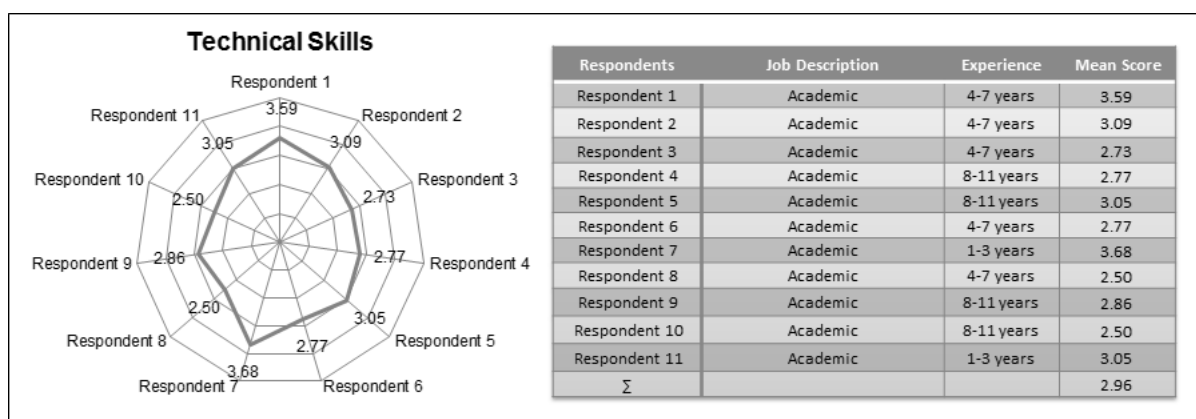 Technical Skills
Respondent 1
3.59
Respondent 11
Respondent 2
3.05
3.09
Respondent 10
Respondent 3
2.50
2.73
Respondent 9
2.86
2.77
Respondent 4
2.50
3.05
Respondent 8
Respondent 5
3.68
2.77
Respondent 7
Respondent 6
Respondents Job Description Experience Mean Score
Respondent 1 Academic 4-7 years 3.59
Respondent 2 Academic 4-7 years 3.09
Respondent 3 Academic 4-7 years 2.73
Respondent 4 Academic 8-11 years 2.77
Respondent 5 Academic 8-11 years 3.05
Respondent 6 Academic 4-7 years 2.77
Respondent 7 Academic 1-3 years 3.68
Respondent 8 Academic 4-7 years 2.50
Respondent 9 Academic 8-11 years 2.86
Respondent 10 Academic 8-11 years 2.50
Respondent 11 Academic 1-3 years 3.05
∑ 2.96